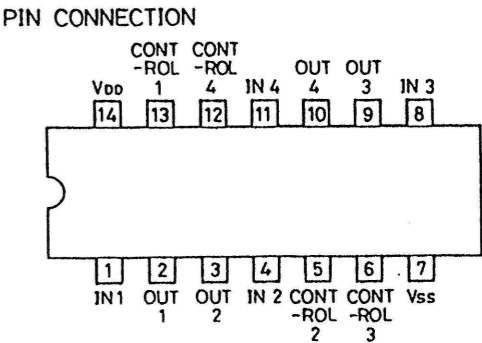 PIN CONNECTION
CONT CONT
-ROL -ROL OUT OUT
VDD 1 4 IN 4 4 3 IN 3
14 13 12 11 10 9 8
1 2 3 4 5 6 7
IN1 OUT OUT IN 2 CONT CONT VSS
1 2 -ROL -ROL
2 3